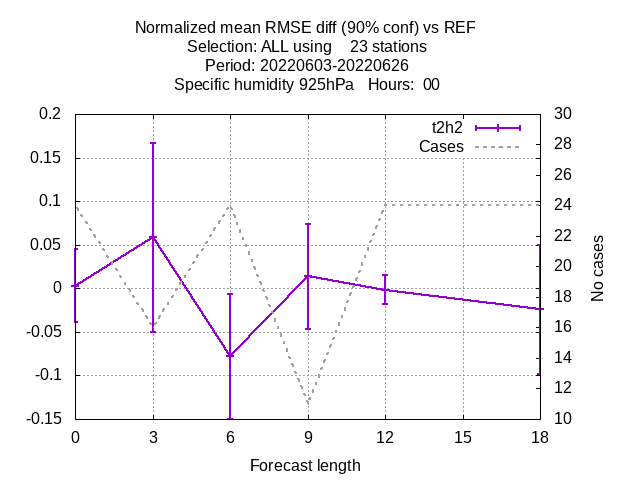 Normalized mean RMSE diff (90% conf) vs REF
Selection: ALL using    23 stations
Period: 20220603-20220626
Specific humidity 925hPa   Hours:  00
0.2
0.15
0.1
0.05
0
-0.05
-0.1
-0.15
t2h2
Cases
30
28
26
24
22
20
18
16
14
12
10
No cases
0 3 6 9 12 15 18
Forecast length